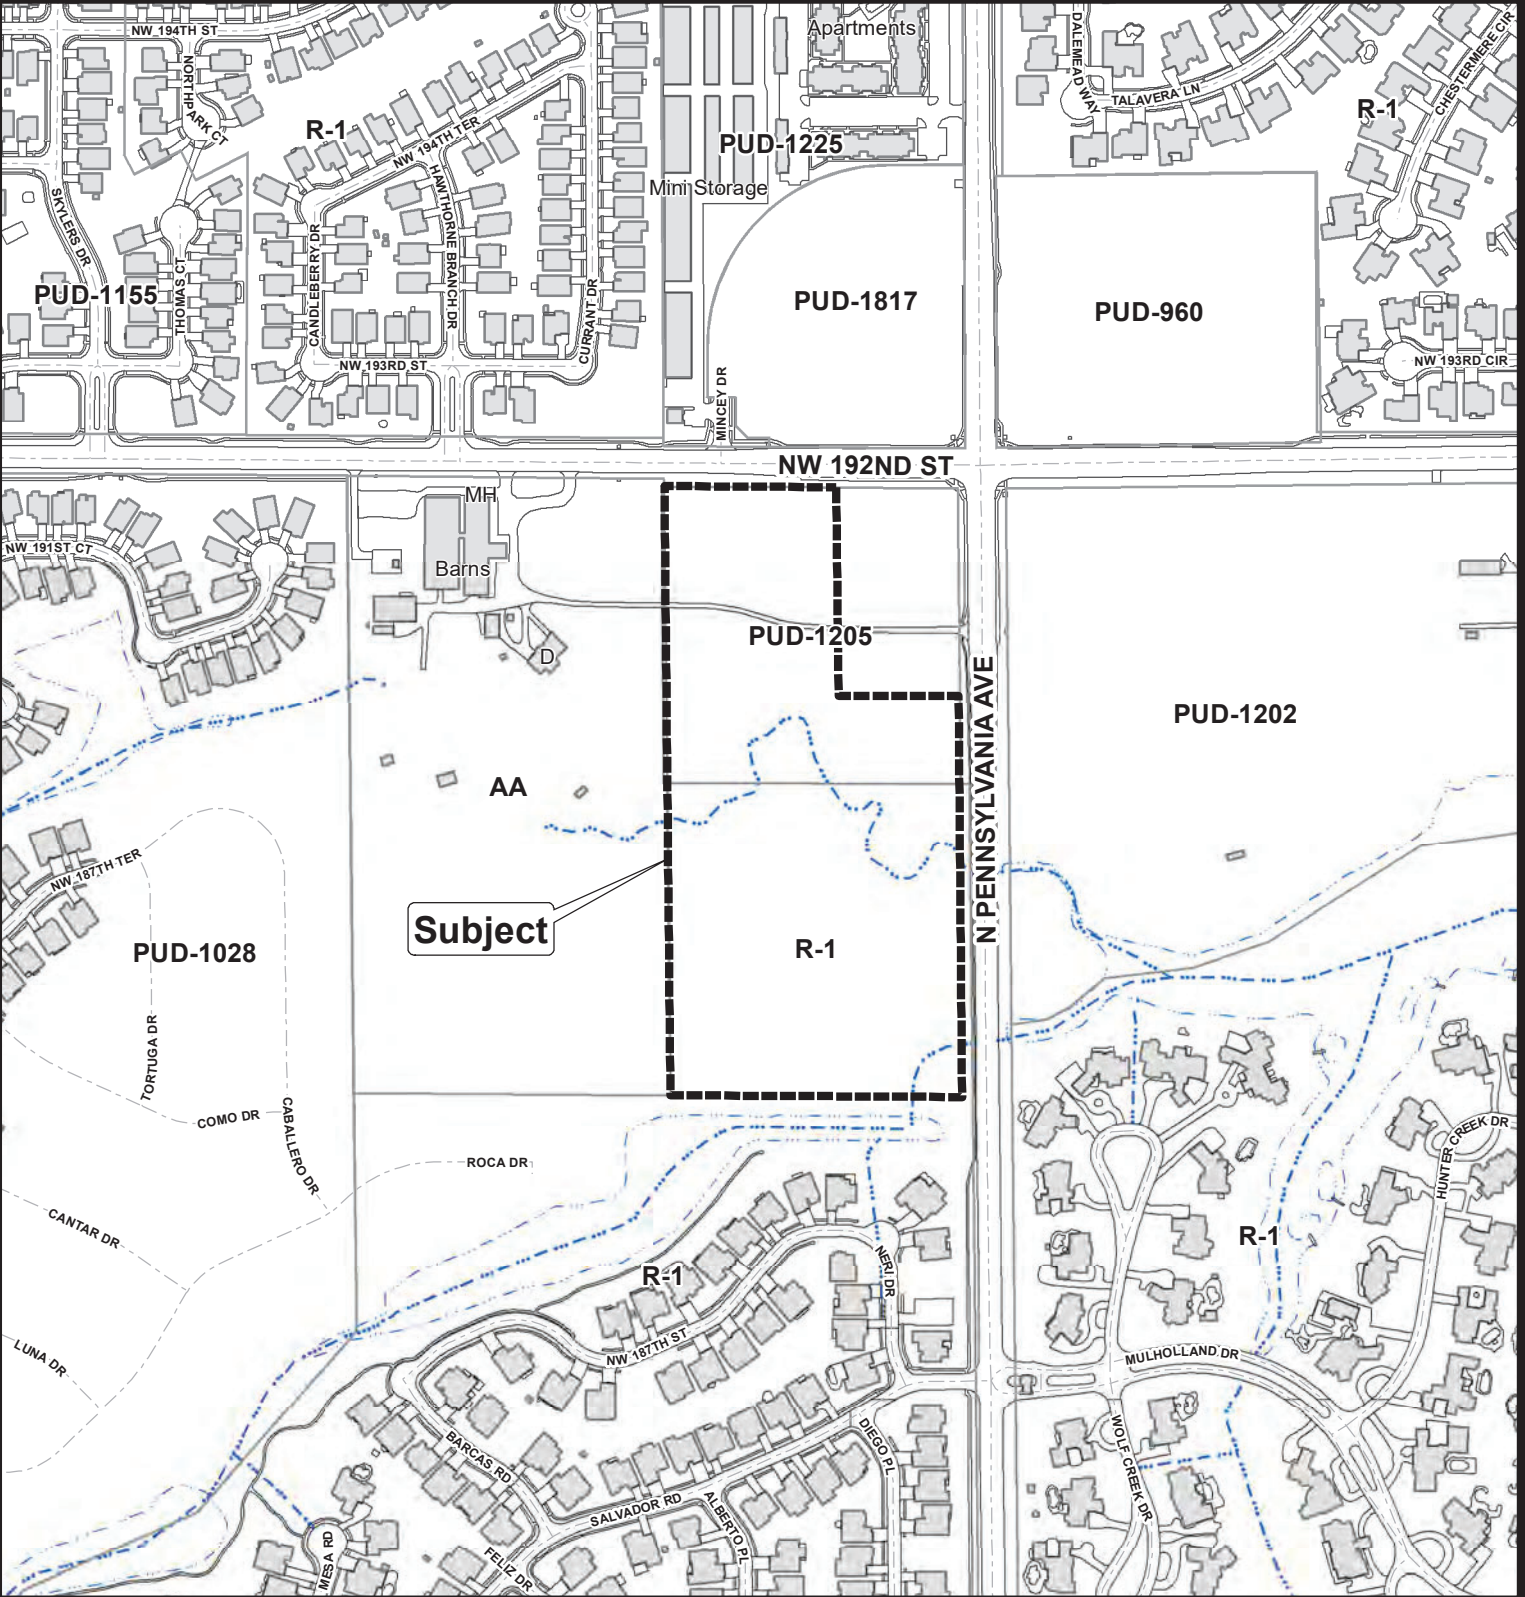 NW 194TH ST
NORTHPARK CT
R-1
NW 194TH TER
HAWTHORNE BRANCH DR
CANDLEBERRY DR
CURRANT DR
SKYLERS DR
THOMAS CT
PUD-1155
NW 193RD ST
Apartments
PUD-1225
Mini Storage
PUD-1817
MINCEY DR
DALEMEAD WAY
TALAVERA LN
R-1
CHESTERMERE CIR
PUD-960
NW 193RD CIR
NW 192ND ST
MH
Barns
D
NW 191ST CT
PUD-1205
N PENNSYLVANIA AVE
PUD-1202
AA
NW 187TH TER
Subject
R-1
PUD-1028
TORTUGA DR
COMO DR
CABALLERO DR
ROCA DR
CANTAR DR
LUNA DR
R-1
NERI DR
NW 187TH ST
HUNTER CREEK DR
R-1
MULHOLLAND DR
WOLF CREEK DR
BARCAS RD
DIEGO PL
SALVADOR RD
ALBERTO PL
FELIZ DR
MESA RD